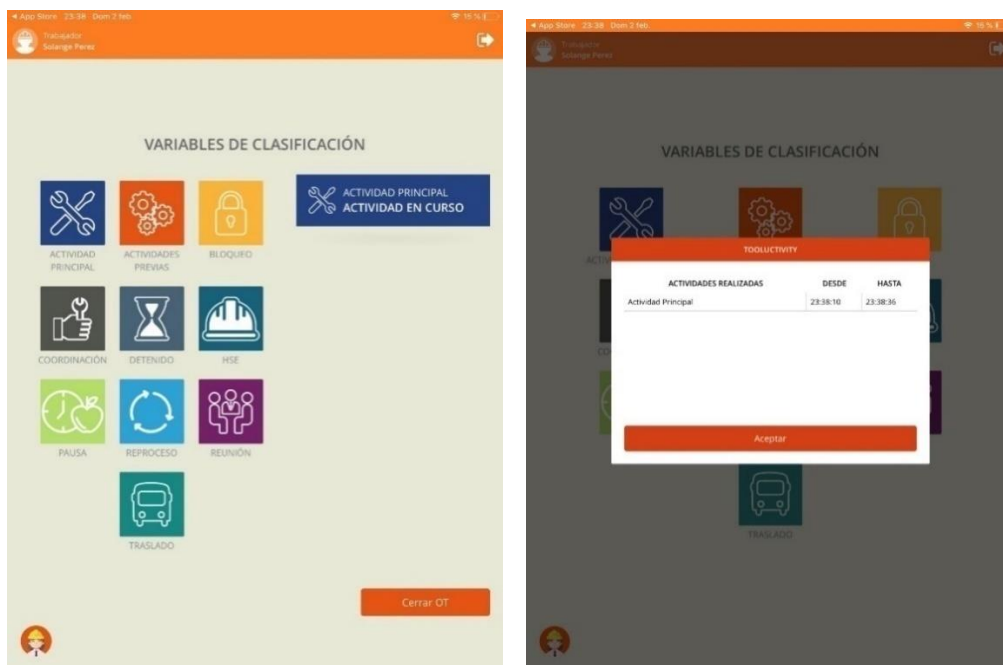 App Store 23:38 Dom 2 feb.
Trabajador
Solange Perez
VARIABLES DE CLASIFICACIÓN
ACTIVIDAD PRINCIPAL
ACTIVIDAD EN CURSO
ACTIVIDAD
PRINCIPAL
ACTIVIDADES
PREVIAS
BLOQUEO
COORDINACIÓN
DETENIDO
HSE
PAUSA
REPROCESO
REUNIÓN
TRASLADO
Cerrar OT
App Store 23:38 Dom 2 feb.
Trabajador
Solange Perez
VARIABLES DE CLASIFICACIÓN
TOOLUCTIVITY
ACTIVIDADES REALIZADAS DESDE HASTA
Actividad Principal 23:38:10 23:38:36
Aceptar
TRASLADO